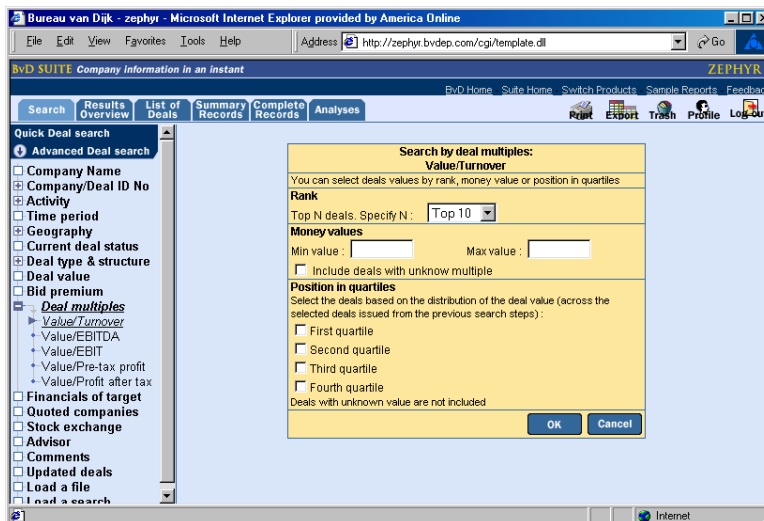 Bureau van Dijk - zephyr - Microsoft Internet Explorer provided by America Online
File Edit View Favorites Tools Help Address http://zephyr.bvdep.com/cgi/template.dll Go
BvD SUITE Company information in an instant ZEPHYR
BvD Home Suite Home Switch Products Sample Reports Feedbac
Search Results Overview List of Deals Summary Records Complete Records Analyses Print Export Trash Profile Log out
Quick Deal search
Advanced Deal search
Company Name
Company/Deal ID No
Activity
Time period
Geography
Current deal status
Deal type & structure
Deal value
Bid premium
Deal multiples
Value/Turnover
Value/EBITDA
Value/EBIT
Value/Pre-tax profit
Value/Profit after tax
Financials of target
Quoted companies
Stock exchange
Advisor
Comments
Updated deals
Load a file
Load a search
Search by deal multiples:
Value/Turnover
You can select deals values by rank, money value or position in quartiles
Rank
Top N deals. Specify N : Top 10
Money values
Min value : Max value :
Include deals with unknow multiple
Position in quartiles
Select the deals based on the distribution of the deal value (across the
selected deals issued from the previous search steps) :
First quartile
Second quartile
Third quartile
Fourth quartile
Deals with unknown value are not included
OK Cancel
Internet